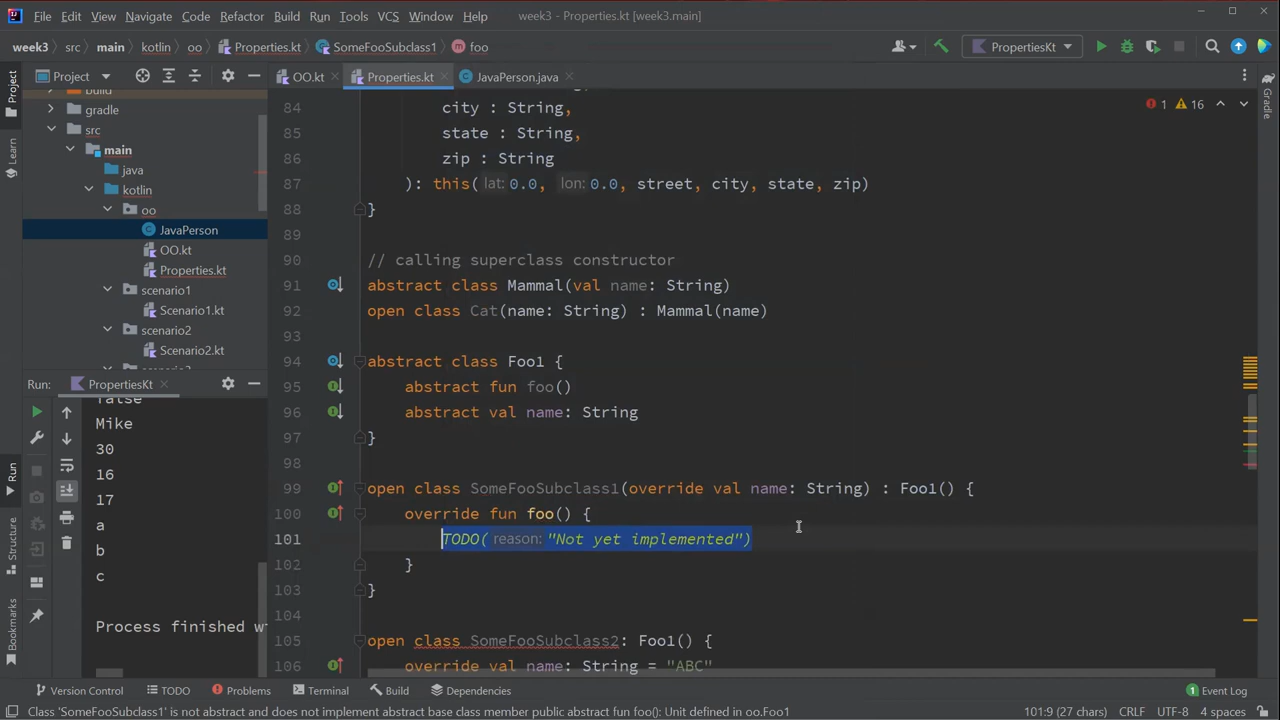 File Edit View Navigate Code Refactor Build Run Tools VCS Window Help week3 - Properties.kt [week3.main]
week3 src main kotlin oo Properties.kt SomeFooSubclass1 foo PropertiesKt
Project OO.kt Properties.kt JavaPerson.java
build
gradle
src
main
java
kotlin
oo
JavaPerson
OO.kt
Properties.kt
scenario1
Scenario1.kt
scenario2
Scenario2.kt
Project
Learn
Structure
Bookmarks
Run
Gradle
1 16
84 city : String,
85 state : String,
86 zip : String
87 ): this( lat: 0.0, lon: 0.0, street, city, state, zip)
88 }
89
90 // calling superclass constructor
91 abstract class Mammal(val name: String)
92 open class Cat(name: String) : Mammal(name)
93
94 abstract class Foo1 {
95 abstract fun foo()
96 abstract val name: String
97 }
98
99 open class SomeFooSubclass1(override val name: String) : Foo1() {
100 override fun foo() {
101 TODO( reason: "Not yet implemented")
102 }
103 }
104
105 open class SomeFooSubclass2: Foo1() {
106 override val name: String = "ABC"
Run: PropertiesKt
false
Mike
30
16
17
a
b
c
Process finished
Version Control TODO Problems Terminal Build Dependencies 1 Event Log
Class 'SomeFooSubclass1' is not abstract and does not implement abstract base class member public abstract fun foo(): Unit defined in oo.Foo1 101:9 (27 chars) CRLF UTF-8 4 spaces